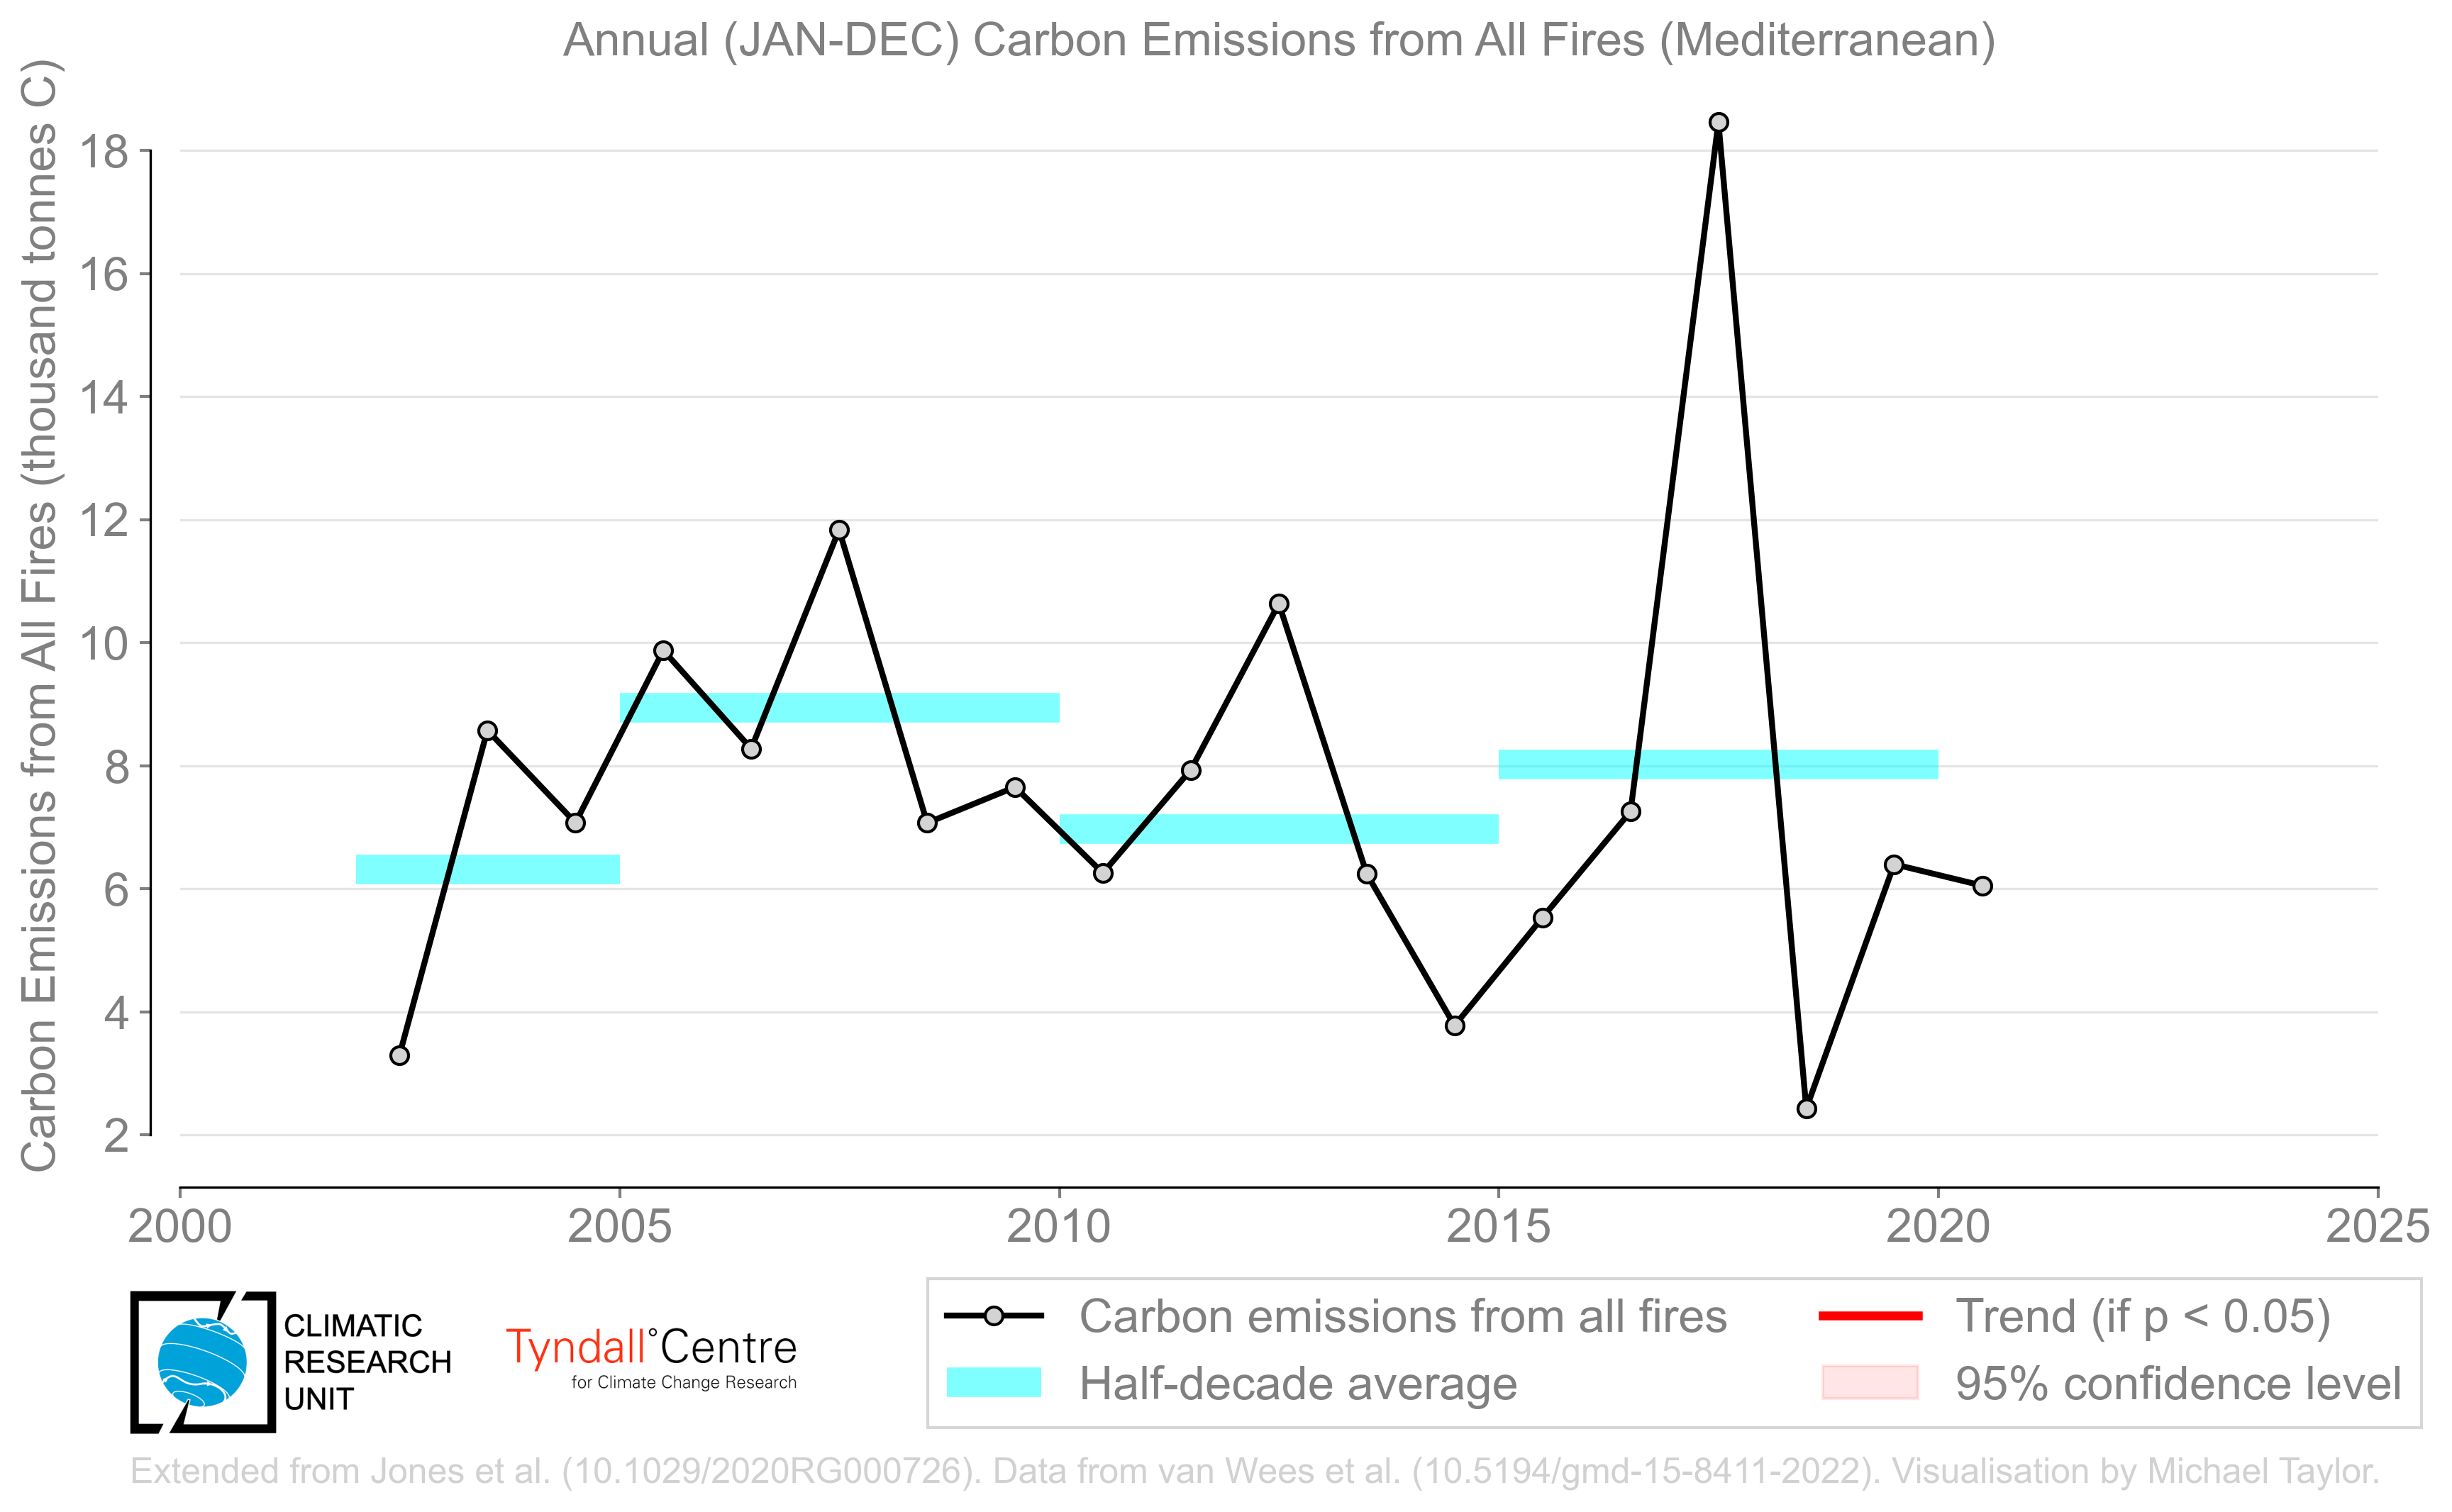 Annual (JAN-DEC) Carbon Emissions from All Fires (Mediterranean)
Carbon Emissions from All Fires (thousand tonnes C)
18
16
14
12
10
8
6
4
2
2000 2005 2010 2015 2020 2025
CLIMATIC
RESEARCH
UNIT
Tyndall°Centre
for Climate Change Research
Carbon emissions from all fires
Half-decade average
Trend (if p < 0.05)
95% confidence level
Extended from Jones et al. (10.1029/2020RG000726). Data from van Wees et al. (10.5194/gmd-15-8411-2022). Visualisation by Michael Taylor.